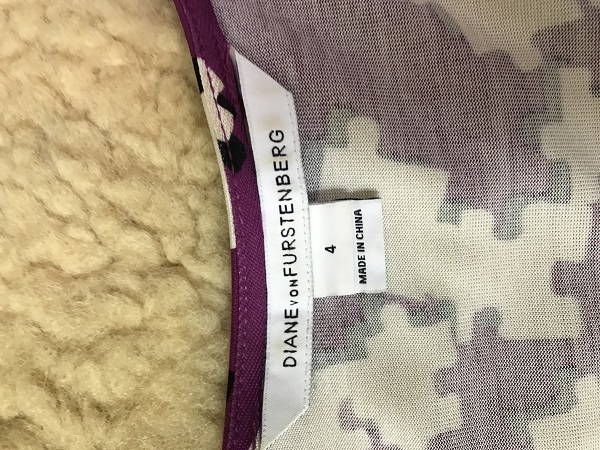 DIANE VON FURSTENBERG
4
MADE IN CHINA